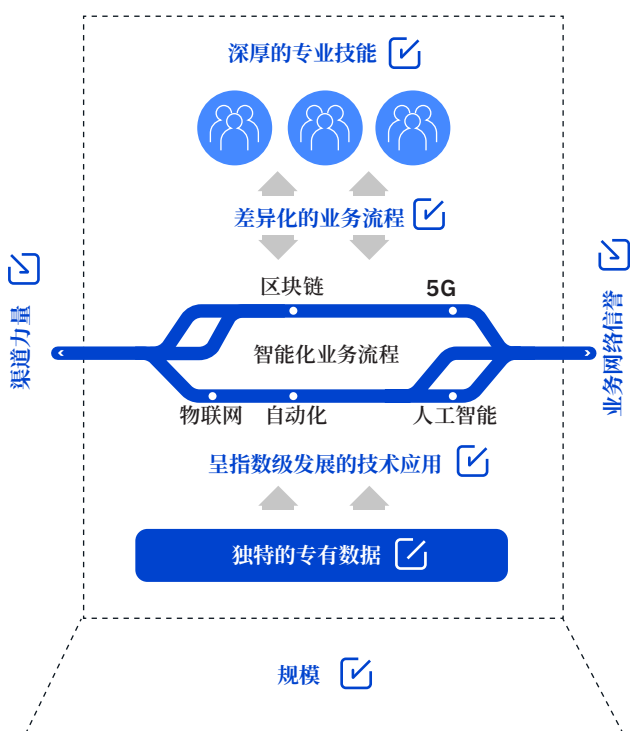 深厚的专业技能
差异化的业务流程
渠道力量
业务网络信誉
区块链
5G
智能化业务流程
物联网
自动化
人工智能
呈指数级发展的技术应用
独特的专有数据
规模